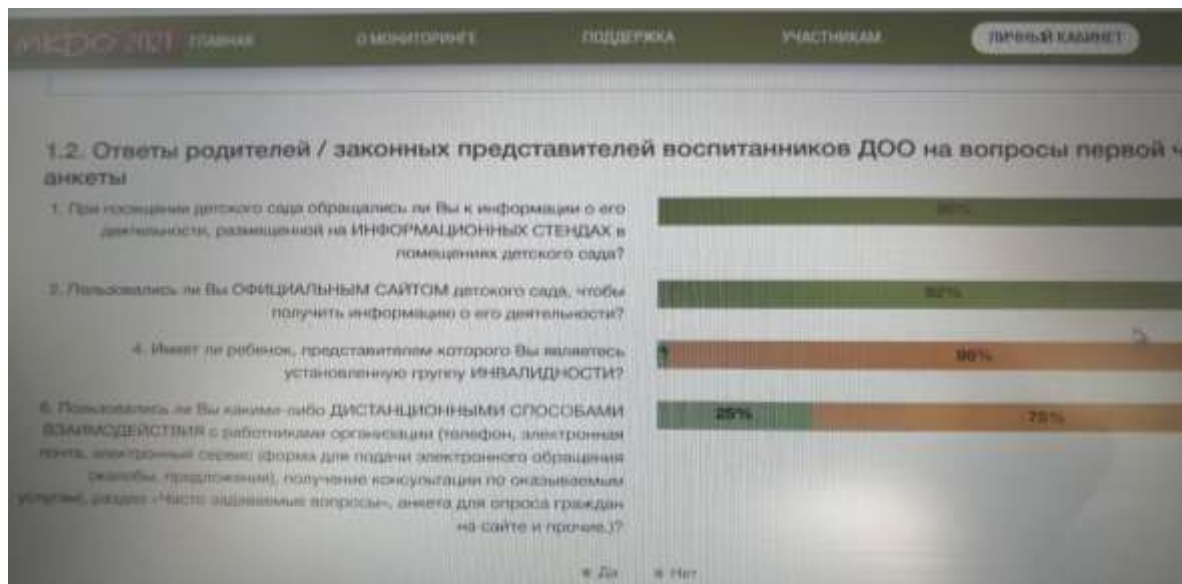 МКДО 2021 ГЛАВНАЯ О МОНИТОРИНГЕ ПОДДЕРЖКА УЧАСТНИКАМ ЛИЧНЫЙ КАБИНЕТ
1.2. Ответы родителей / законных представителей воспитанников ДОО на вопросы первой ч
анкеты
1. При посещении детского сада обращались ли Вы к информации о его
деятельности, размещенной на ИНФОРМАЦИОННЫХ СТЕНДАХ в
помещениях детского сада?
2. Пользовались ли Вы ОФИЦИАЛЬНЫМ САЙТОМ детского сада, чтобы
92%
получить информацию о его деятельности?
4. Имеет ли ребенок, представителем которого Вы являетесь
98%
установленную группу ИНВАЛИДНОСТИ?
6. Пользовались ли Вы какими-либо ДИСТАНЦИОННЫМИ СПОСОБАМИ
25% 75%
ВЗАИМОДЕЙСТВИЯ с работниками организации (телефон, электронная
почта, электронный сервис (форма для подачи электронного обращения
(жалобы, предложения), получение консультации по оказываемым
услугам), раздел «Часто задаваемые вопросы», анкета для опроса граждан
на сайте и прочие.)?
Да Нет